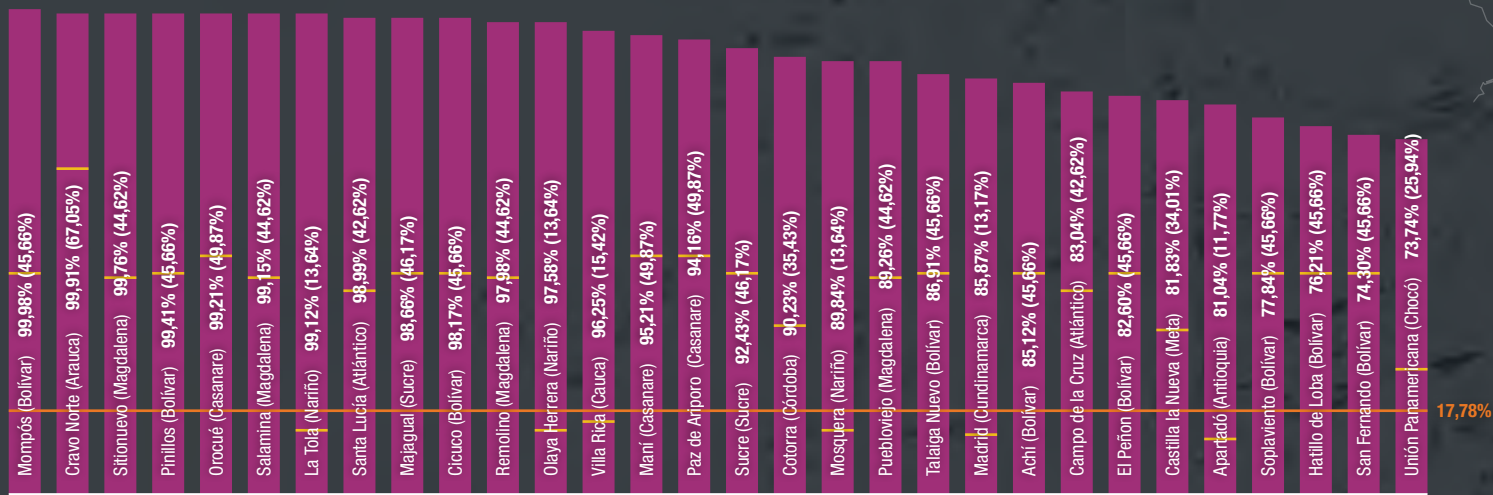 Mompós (Bolívar) 99,98% (45,66%)
Cravo Norte (Arauca) 99,91% (67,05%)
Sitionuevo (Magdalena) 99,76% (44,62%)
Pinillos (Bolívar) 99,41% (45,66%)
Orocué (Casanare) 99,21% (49,87%)
Salamina (Magdalena) 99,15% (44,62%)
La Tola (Nariño) 99,12% (13,64%)
Santa Lucía (Atlántico) 98,99% (42,62%)
Majagual (Sucre) 98,66% (46,17%)
Cicuco (Bolívar) 98,17% (45,66%)
Remolino (Magdalena) 97,98% (44,62%)
Olaya Herrera (Nariño) 97,58% (13,64%)
Villa Rica (Cauca) 96,25% (15,42%)
Maní (Casanare) 95,21% (49,87%)
Paz de Ariporo (Casanare) 94,16% (49,87%)
Sucre (Sucre) 92,43% (46,17%)
Cotorra (Córdoba) 90,23% (35,43%)
Mosquera (Nariño) 89,84% (13,64%)
Puebloviejo (Magdalena) 89,26% (44,62%)
Talaiga Nuevo (Bolívar) 86,91% (45,66%)
Madrid (Cundinamarca) 85,87% (13,17%)
Achí (Bolívar) 85,12% (45,66%)
Campo de la Cruz (Atlántico) 83,04% (42,62%)
El Peñon (Bolívar) 82,60% (45,66%)
Castilla la Nueva (Meta) 81,83% (34,01%)
Apartadó (Antioquia) 81,04% (11,77%)
Soplaviento (Bolívar) 77,84% (45,66%)
Hatillo de Loba (Bolívar) 76,21% (45,66%)
San Fernando (Bolívar) 74,30% (45,66%)
Unión Panamericana (Chocó) 73,74% (25,94%)
17,78%